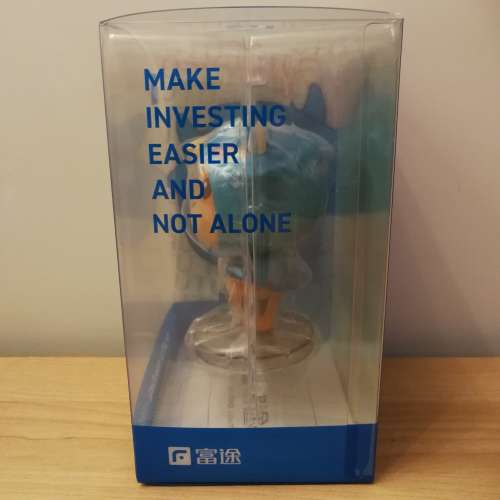 MAKE
INVESTING
EASIER
AND
NOT ALONE
富途